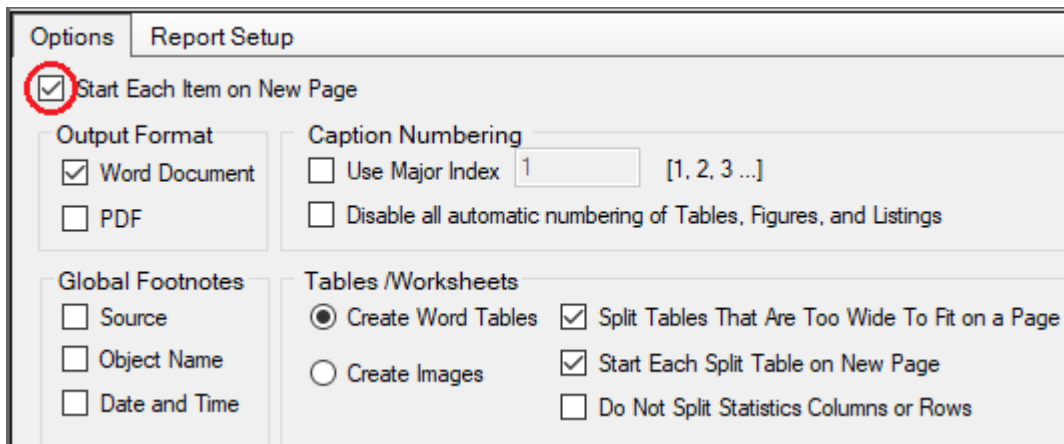 Options Report Setup
Start Each Item on New Page
Output Format
Word Document
PDF
Caption Numbering
Use Major Index 1 [1, 2, 3 ...]
Disable all automatic numbering of Tables, Figures, and Listings
Global Footnotes
Source
Object Name
Date and Time
Tables /Worksheets
Create Word Tables
Create Images
Split Tables That Are Too Wide To Fit on a Page
Start Each Split Table on New Page
Do Not Split Statistics Columns or Rows